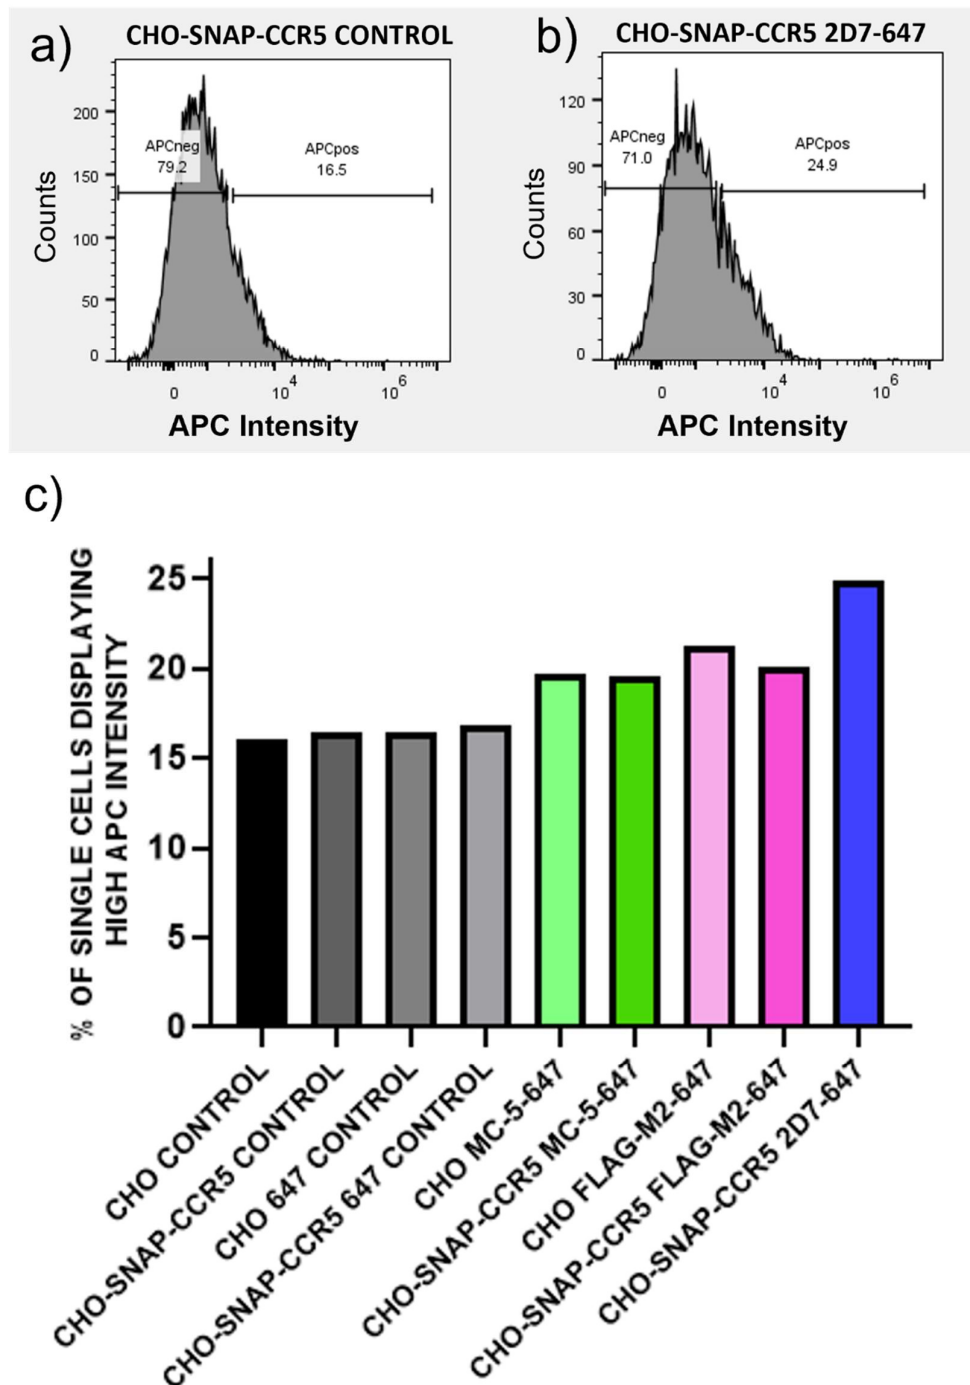 a) CHO-SNAP-CCR5 CONTROL
200
150
100
50
0
APCneg
79.2
APCpos
16.5
Counts
0 10^4 10^6
APC Intensity
b) CHO-SNAP-CCR5 2D7-647
120
90
60
30
0
APCneg
71.0
APCpos
24.9
Counts
0 10^4 10^6
APC Intensity
c)
% OF SINGLE CELLS DISPLAYING
HIGH APC INTENSITY
25
20
15
10
5
0
CHO CONTROL
CHO-SNAP-CCR5 CONTROL
CHO 647 CONTROL
CHO-SNAP-CCR5 647 CONTROL
CHO MC-5-647
CHO-SNAP-CCR5 MC-5-647
CHO FLAG-M2-647
CHO-SNAP-CCR5 FLAG-M2-647
CHO-SNAP-CCR5 2D7-647